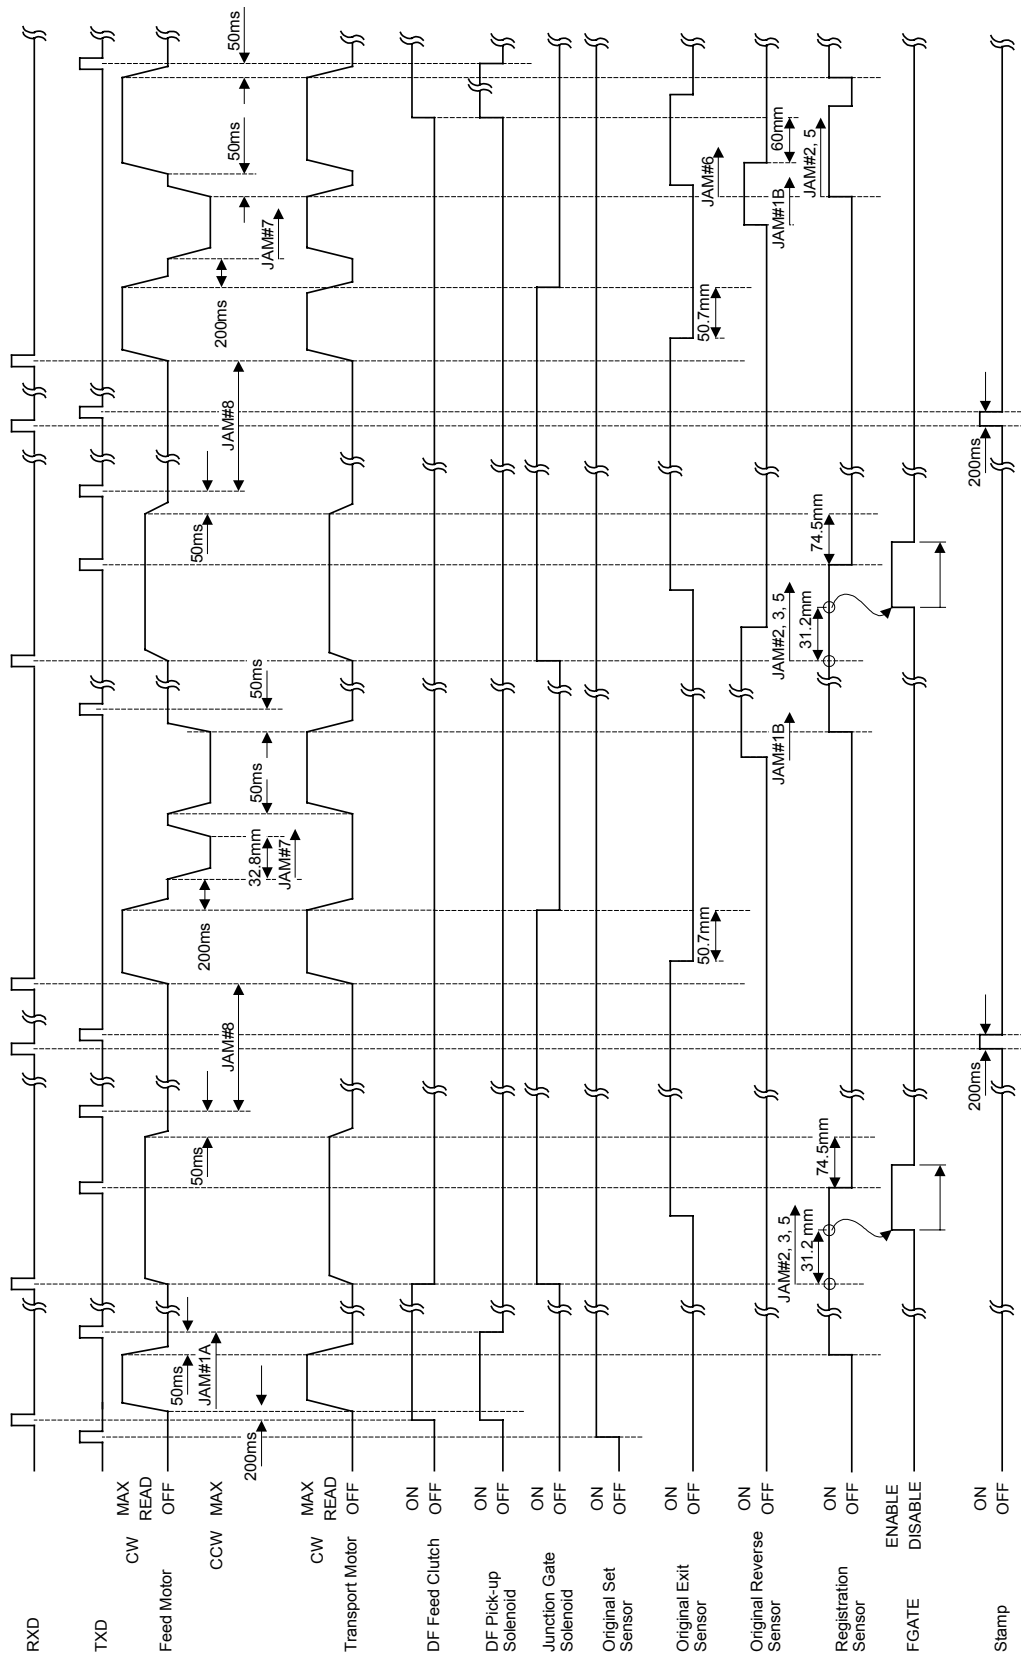 RXD
TXD
Feed Motor
CW MAX
READ
OFF
CCW MAX
Transport Motor
CW MAX
READ
OFF
DF Feed Clutch
ON
OFF
DF Pick-up
Solenoid
ON
OFF
Junction Gate
Solenoid
ON
OFF
Original Set
Sensor
ON
OFF
Original Exit
Sensor
ON
OFF
Original Reverse
Sensor
ON
OFF
Registration
Sensor
ON
OFF
FGATE
ENABLE
DISABLE
Stamp
ON
OFF
200ms
50ms
JAM#1A
50ms
JAM#8
200ms
32.8mm
JAM#7
50ms
50ms
50ms
JAM#8
200ms
JAM#7
50ms
50ms
50.7mm
50.7mm
JAM#1B
JAM#1B
JAM#6
60mm
JAM#2, 3, 5
31.2 mm
74.5mm
JAM#2, 3, 5
31.2mm
74.5mm
JAM#2, 5
200ms
200ms